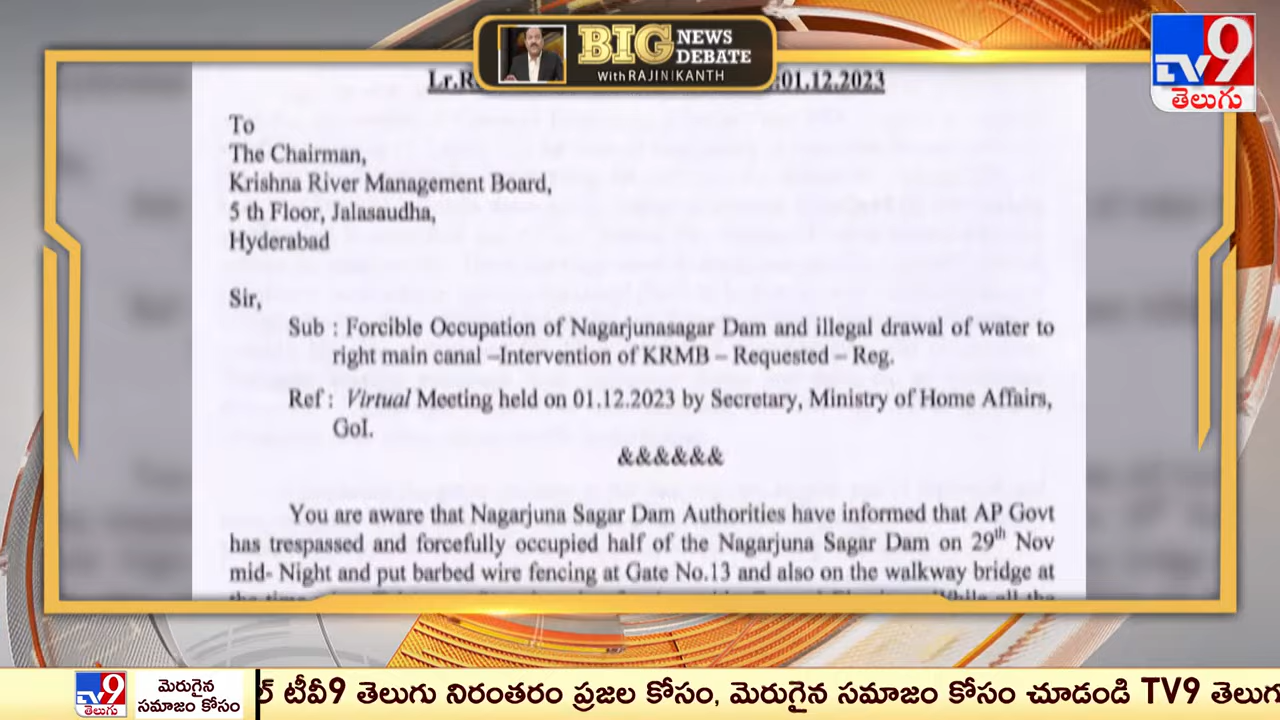 BIG NEWS
DEBATE
With RAJINIKANTH
TV9
తెలుగు
:01.12.2023
To
The Chairman,
Krishna River Management Board,
5 th Floor, Jalasaudha,
Hyderabad
Sir,
Sub : Forcible Occupation of Nagarjunasagar Dam and illegal drawal of water to
right main canal –Intervention of KRMB – Requested – Reg.
Ref : Virtual Meeting held on 01.12.2023 by Secretary, Ministry of Home Affairs,
GoI.
&&&&&&
You are aware that Nagarjuna Sagar Dam Authorities have informed that AP Govt
has trespassed and forcefully occupied half of the Nagarjuna Sagar Dam on 29th Nov
mid- Night and put barbed wire fencing at Gate No.13 and also on the walkway bridge at
TV9
తెలుగు
మెరుగైన
సమాజం కోసం
టీవీ9 తెలుగు నిరంతరం ప్రజల కోసం, మెరుగైన సమాజం కోసం చూడండి TV9 తెలుగు